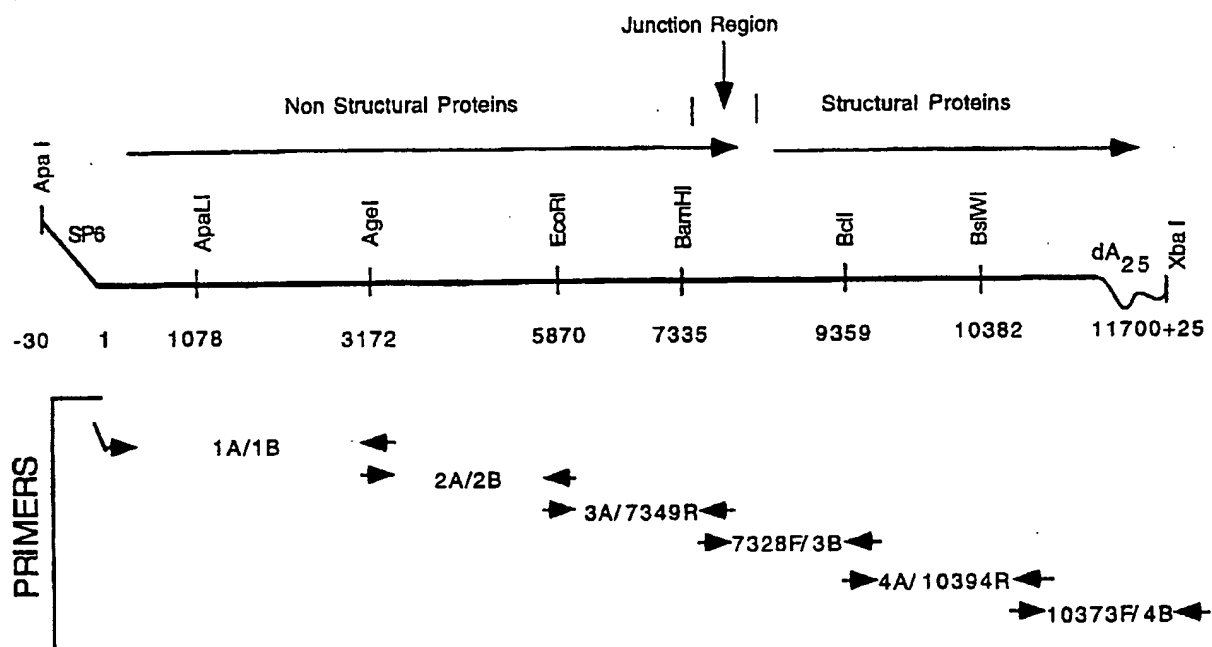 Junction Region
Non Structural Proteins
Structural Proteins
Apa I
SP6
ApaLI
AgeI
EcoRI
BamHI
BclI
BsiWI
dA25
Xba I
-30 1 1078 3172 5870 7335 9359 10382 11700+25
PRIMERS
1A/1B
2A/2B
3A/7349R
7328F/3B
4A/10394R
10373F/4B